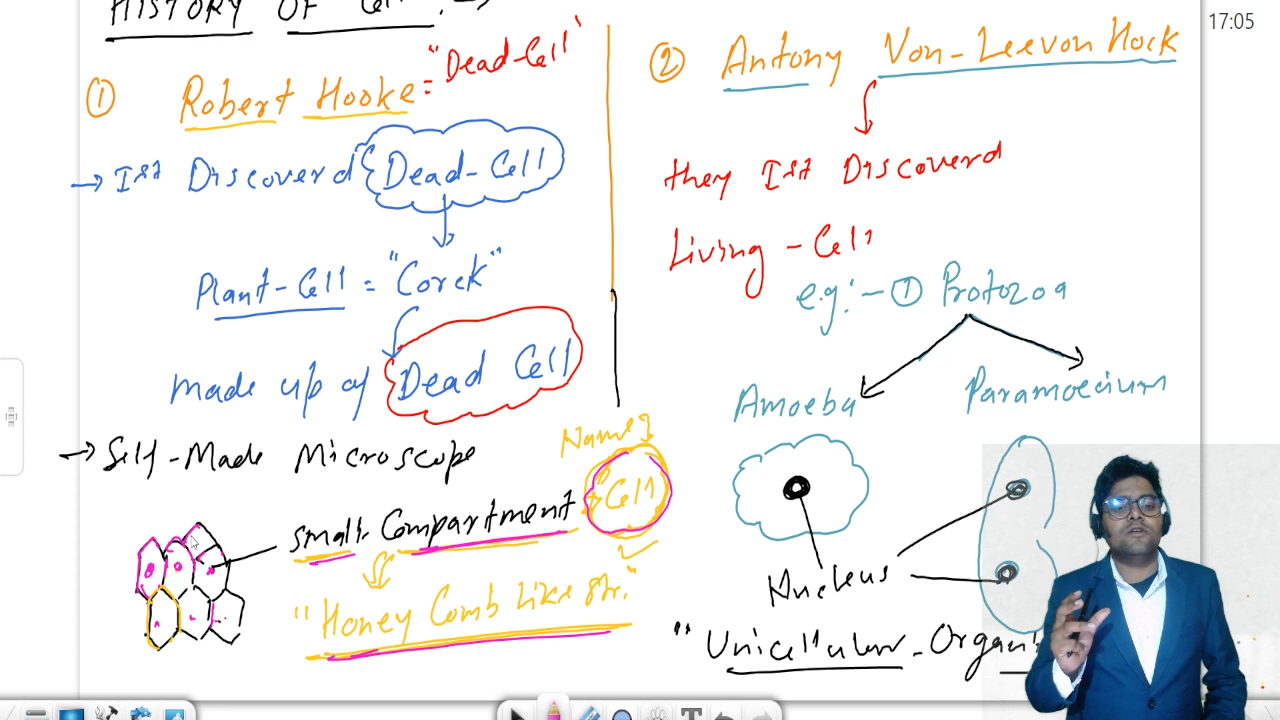 HISTORY OF Cell :→
17:05
① Robert Hooke = "Dead-Cell"
→ Ist Discoverd {Dead-Cell
Plant-Cell = "Corck"
made up of {Dead Cell
→ Self-Made Microscope
Name}
small Compartment → Cell
"Honey Comb Like str."
② Antony Von-Leevon Hock
they Ist Discoverd
Living-Cell
e.g:- ① Protozoa
Amoeba Paramoecium
Nucleus
"Unicellular-Organi